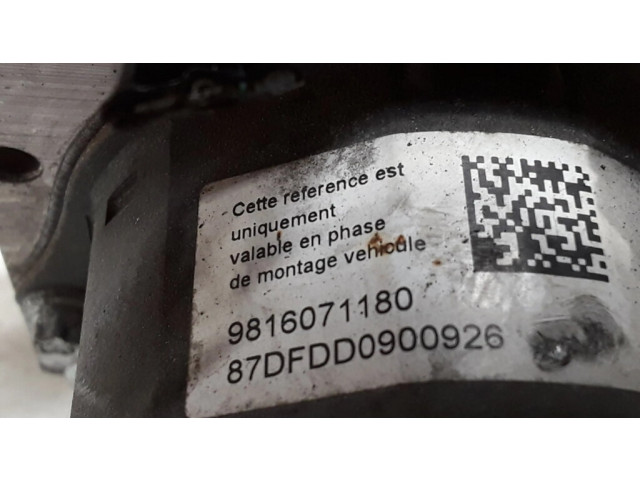 Cette reference est
uniquement
valable en phase
de montage vehicule
9816071180
87DFDD0900926